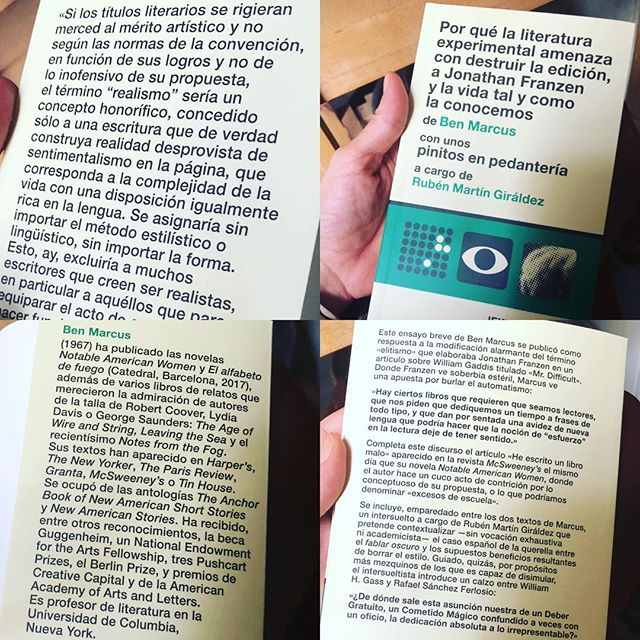 «Si los títulos literarios se rigieran
merced al mérito artístico y no
según las normas de la convención,
en función de sus logros y no de
lo inofensivo de su propuesta,
el término “realismo” sería un
concepto honorífico, concedido
sólo a una escritura que de verdad
construya realidad desprovista de
sentimentalismo en la página, que
corresponda a la complejidad de la
vida con una disposición igualmente
rica en la lengua. Se asignaría sin
importar el método estilístico o
lingüístico, sin importar la forma.
Esto, ay, excluiría a muchos
escritores que creen ser realistas,
en particular a aquéllos que
equiparar el acto de
Por qué la literatura
experimental amenaza
con destruir la edición,
a Jonathan Franzen
y la vida tal y como
la conocemos
de Ben Marcus
con unos
pinitos en pedantería
a cargo de
Rubén Martín Giráldez
Ben Marcus
(1967) ha publicado las novelas
Notable American Women y El alfabeto
de fuego (Catedral, Barcelona, 2017),
además de varios libros de relatos que
merecieron la admiración de autores
de la talla de Robert Coover, Lydia
Davis o George Saunders: The Age of
Wire and String, Leaving the Sea y el
recientísimo Notes from the Fog.
Sus textos han aparecido en Harper's,
The New Yorker, The Paris Review,
Granta, McSweeney's o Tin House.
Se ocupó de las antologías The Anchor
Book of New American Short Stories
y New American Stories. Ha recibido,
entre otros reconocimientos, la beca
Guggenheim, un National Endowment
for the Arts Fellowship, tres Pushcart
Prizes, el Berlin Prize, y premios de
Creative Capital y de la American
Academy of Arts and Letters.
Es profesor de literatura en la
Universidad de Columbia,
Nueva York.
Este ensayo breve de Ben Marcus se publicó como
respuesta a la modificación alarmante del término
«elitismo» que elaboraba Jonathan Franzen en un
artículo sobre William Gaddis titulado «Mr. Difficult».
Donde Franzen ve soberbia estéril, Marcus ve
una apuesta por burlar el automatismo:
«Hay ciertos libros que requieren que seamos lectores,
que nos piden que dediquemos un tiempo a frases de
todo tipo, y que dan por sentada una avidez de nueva
lengua que podría hacer que la noción de "esfuerzo"
en la lectura deje de tener sentido.»
Completa este discurso el artículo «He escrito un libro
malo» aparecido en la revista McSweeney's el mismo
día que su novela Notable American Women, donde
el autor hace un cuco acto de contrición por lo
conceptuoso de su propuesta, o lo que podríamos
denominar «excesos de escuela».
Se incluye, emparedado entre los dos textos de Marcus,
un intersuelto a cargo de Rubén Martín Giráldez que
pretende contextualizar —sin vocación exhaustiva
ni academicista— el caso español de la querella entre
el fablar oscuro y los supuestos beneficios resultantes
de borrar el estilo. Guiado, quizás, por propósitos
más mezquinos de los que es capaz de disimular,
el intersueltista introduce un calzo entre William
H. Gass y Rafael Sánchez Ferlosio:
«¿De dónde sale esta asunción nuestra de un Deber
Gratuito, un Cometido Mágico confundido a veces con
un oficio, la dedicación absoluta a lo irrepresentable?»